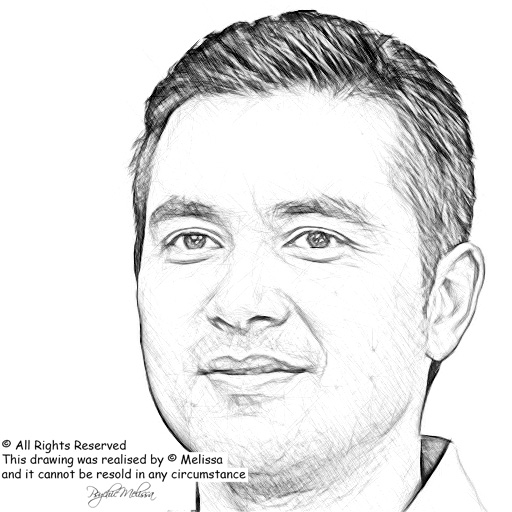 © All Rights Reserved
This drawing was realised by © Melissa
and it cannot be resold in any circumstance
Psychic Melissa